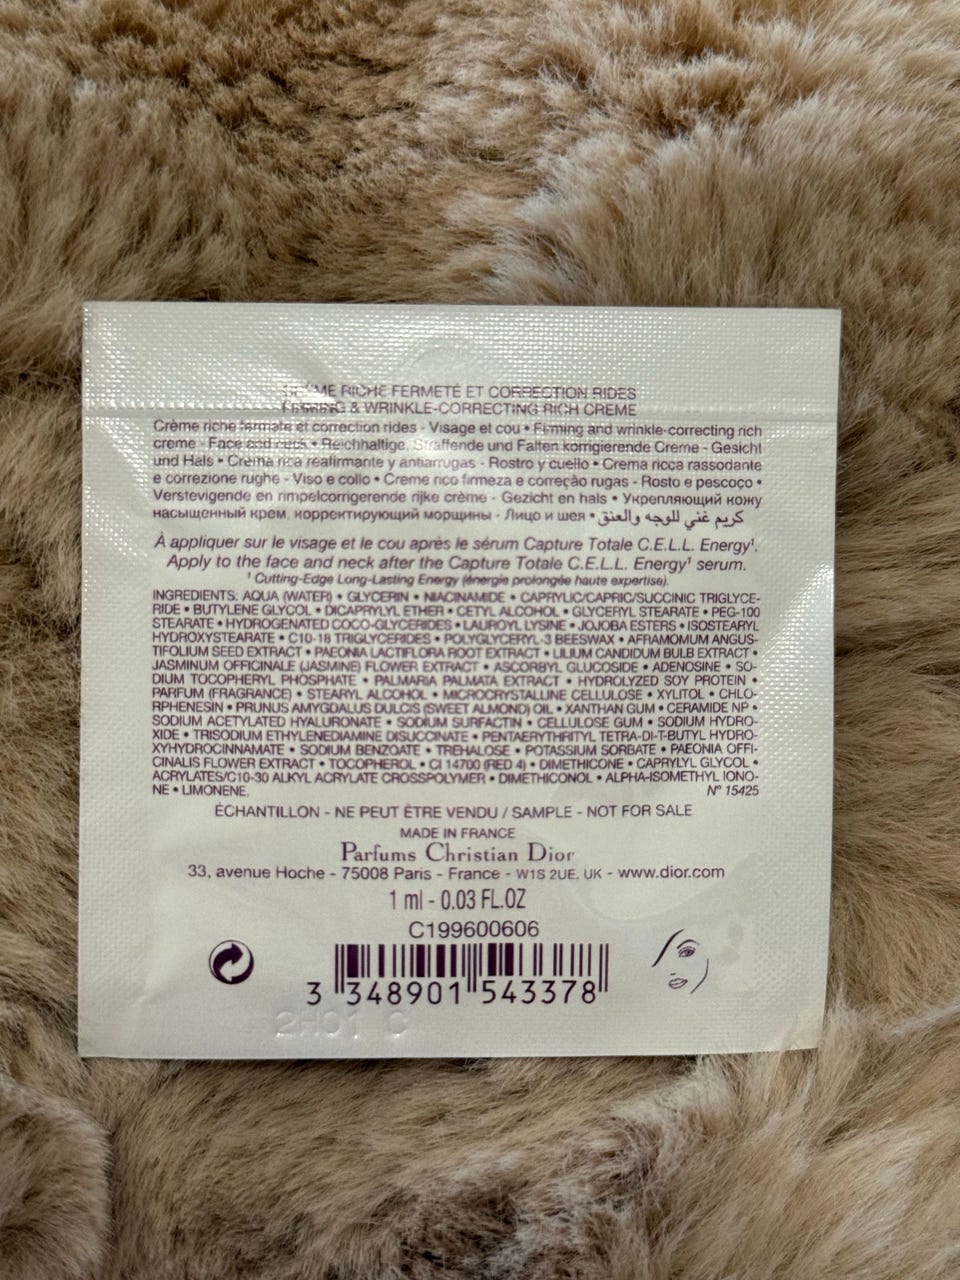 CRÈME RICHE FERMETÉ ET CORRECTION RIDES
FIRMING & WRINKLE-CORRECTING RICH CREME
Crème riche fermeté et correction rides - Visage et cou • Firming and wrinkle-correcting rich
creme - Face and neck • Reichhaltige, Straffende und Falten korrigierende Creme - Gesicht
und Hals • Crema rica reafirmante y antiarrugas - Rostro y cuello • Crema ricca rassodante
e correzione rughe - Viso e collo • Creme rico firmeza e correção rugas - Rosto e pescoço •
Verstevigende en rimpelcorrigerende rijke crème - Gezicht en hals • Укрепляющий кожу
насыщенный крем, корректирующий морщины - Лицо и шея • كريم غني للوجه والعنق
À appliquer sur le visage et le cou après le sérum Capture Totale C.E.L.L. Energy¹.
Apply to the face and neck after the Capture Totale C.E.L.L. Energy¹ serum.
¹ Cutting-Edge Long-Lasting Energy (énergie prolongée haute expertise).
INGREDIENTS: AQUA (WATER) • GLYCERIN • NIACINAMIDE • CAPRYLIC/CAPRIC/SUCCINIC TRIGLYCE-
RIDE • BUTYLENE GLYCOL • DICAPRYLYL ETHER • CETYL ALCOHOL • GLYCERYL STEARATE • PEG-100
STEARATE • HYDROGENATED COCO-GLYCERIDES • LAUROYL LYSINE • JOJOBA ESTERS • ISOSTEARYL
HYDROXYSTEARATE • C10-18 TRIGLYCERIDES • POLYGLYCERYL-3 BEESWAX • AFRAMOMUM ANGUS-
TIFOLIUM SEED EXTRACT • PAEONIA LACTIFLORA ROOT EXTRACT • LILIUM CANDIDUM BULB EXTRACT •
JASMINUM OFFICINALE (JASMINE) FLOWER EXTRACT • ASCORBYL GLUCOSIDE • ADENOSINE • SO-
DIUM TOCOPHERYL PHOSPHATE • PALMARIA PALMATA EXTRACT • HYDROLYZED SOY PROTEIN •
PARFUM (FRAGRANCE) • STEARYL ALCOHOL • MICROCRYSTALLINE CELLULOSE • XYLITOL • CHLO-
RPHENESIN • PRUNUS AMYGDALUS DULCIS (SWEET ALMOND) OIL • XANTHAN GUM • CERAMIDE NP •
SODIUM ACETYLATED HYALURONATE • SODIUM SURFACTIN • CELLULOSE GUM • SODIUM HYDRO-
XIDE • TRISODIUM ETHYLENEDIAMINE DISUCCINATE • PENTAERYTHRITYL TETRA-DI-T-BUTYL HYDRO-
XYHYDROCINNAMATE • SODIUM BENZOATE • TREHALOSE • POTASSIUM SORBATE • PAEONIA OFFI-
CINALIS FLOWER EXTRACT • TOCOPHEROL • CI 14700 (RED 4) • DIMETHICONE • CAPRYLYL GLYCOL •
ACRYLATES/C10-30 ALKYL ACRYLATE CROSSPOLYMER • DIMETHICONOL • ALPHA-ISOMETHYL IONO-
NE • LIMONENE. N° 15425
ÉCHANTILLON - NE PEUT ÊTRE VENDU / SAMPLE - NOT FOR SALE
MADE IN FRANCE
Parfums Christian Dior
33, avenue Hoche - 75008 Paris - France - W1S 2UE. UK - www.dior.com
1 ml - 0.03 FL.OZ
C199600606
3 348901 543378
2H01 C